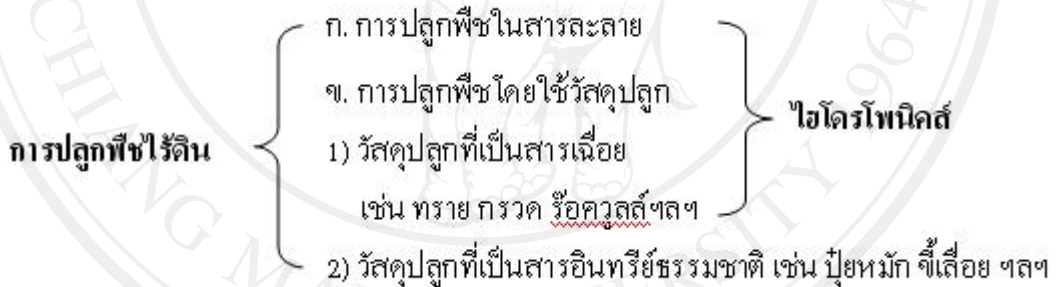 ก. การปลูกพืชในสารละลาย
ข. การปลูกพืชโดยใช้วัสดุปลูก
ไฮโดรโพนิคส์
การปลูกพืชไร้ดิน
1) วัสดุปลูกที่เป็นสารเฉื่อย
เช่น ทราย กรวด ร๊อควูลส์ฯลฯ
2) วัสดุปลูกที่เป็นสารอินทรีย์ธรรมชาติ เช่น ปุ๋ยหมัก ขี้เลื่อย ฯลฯ